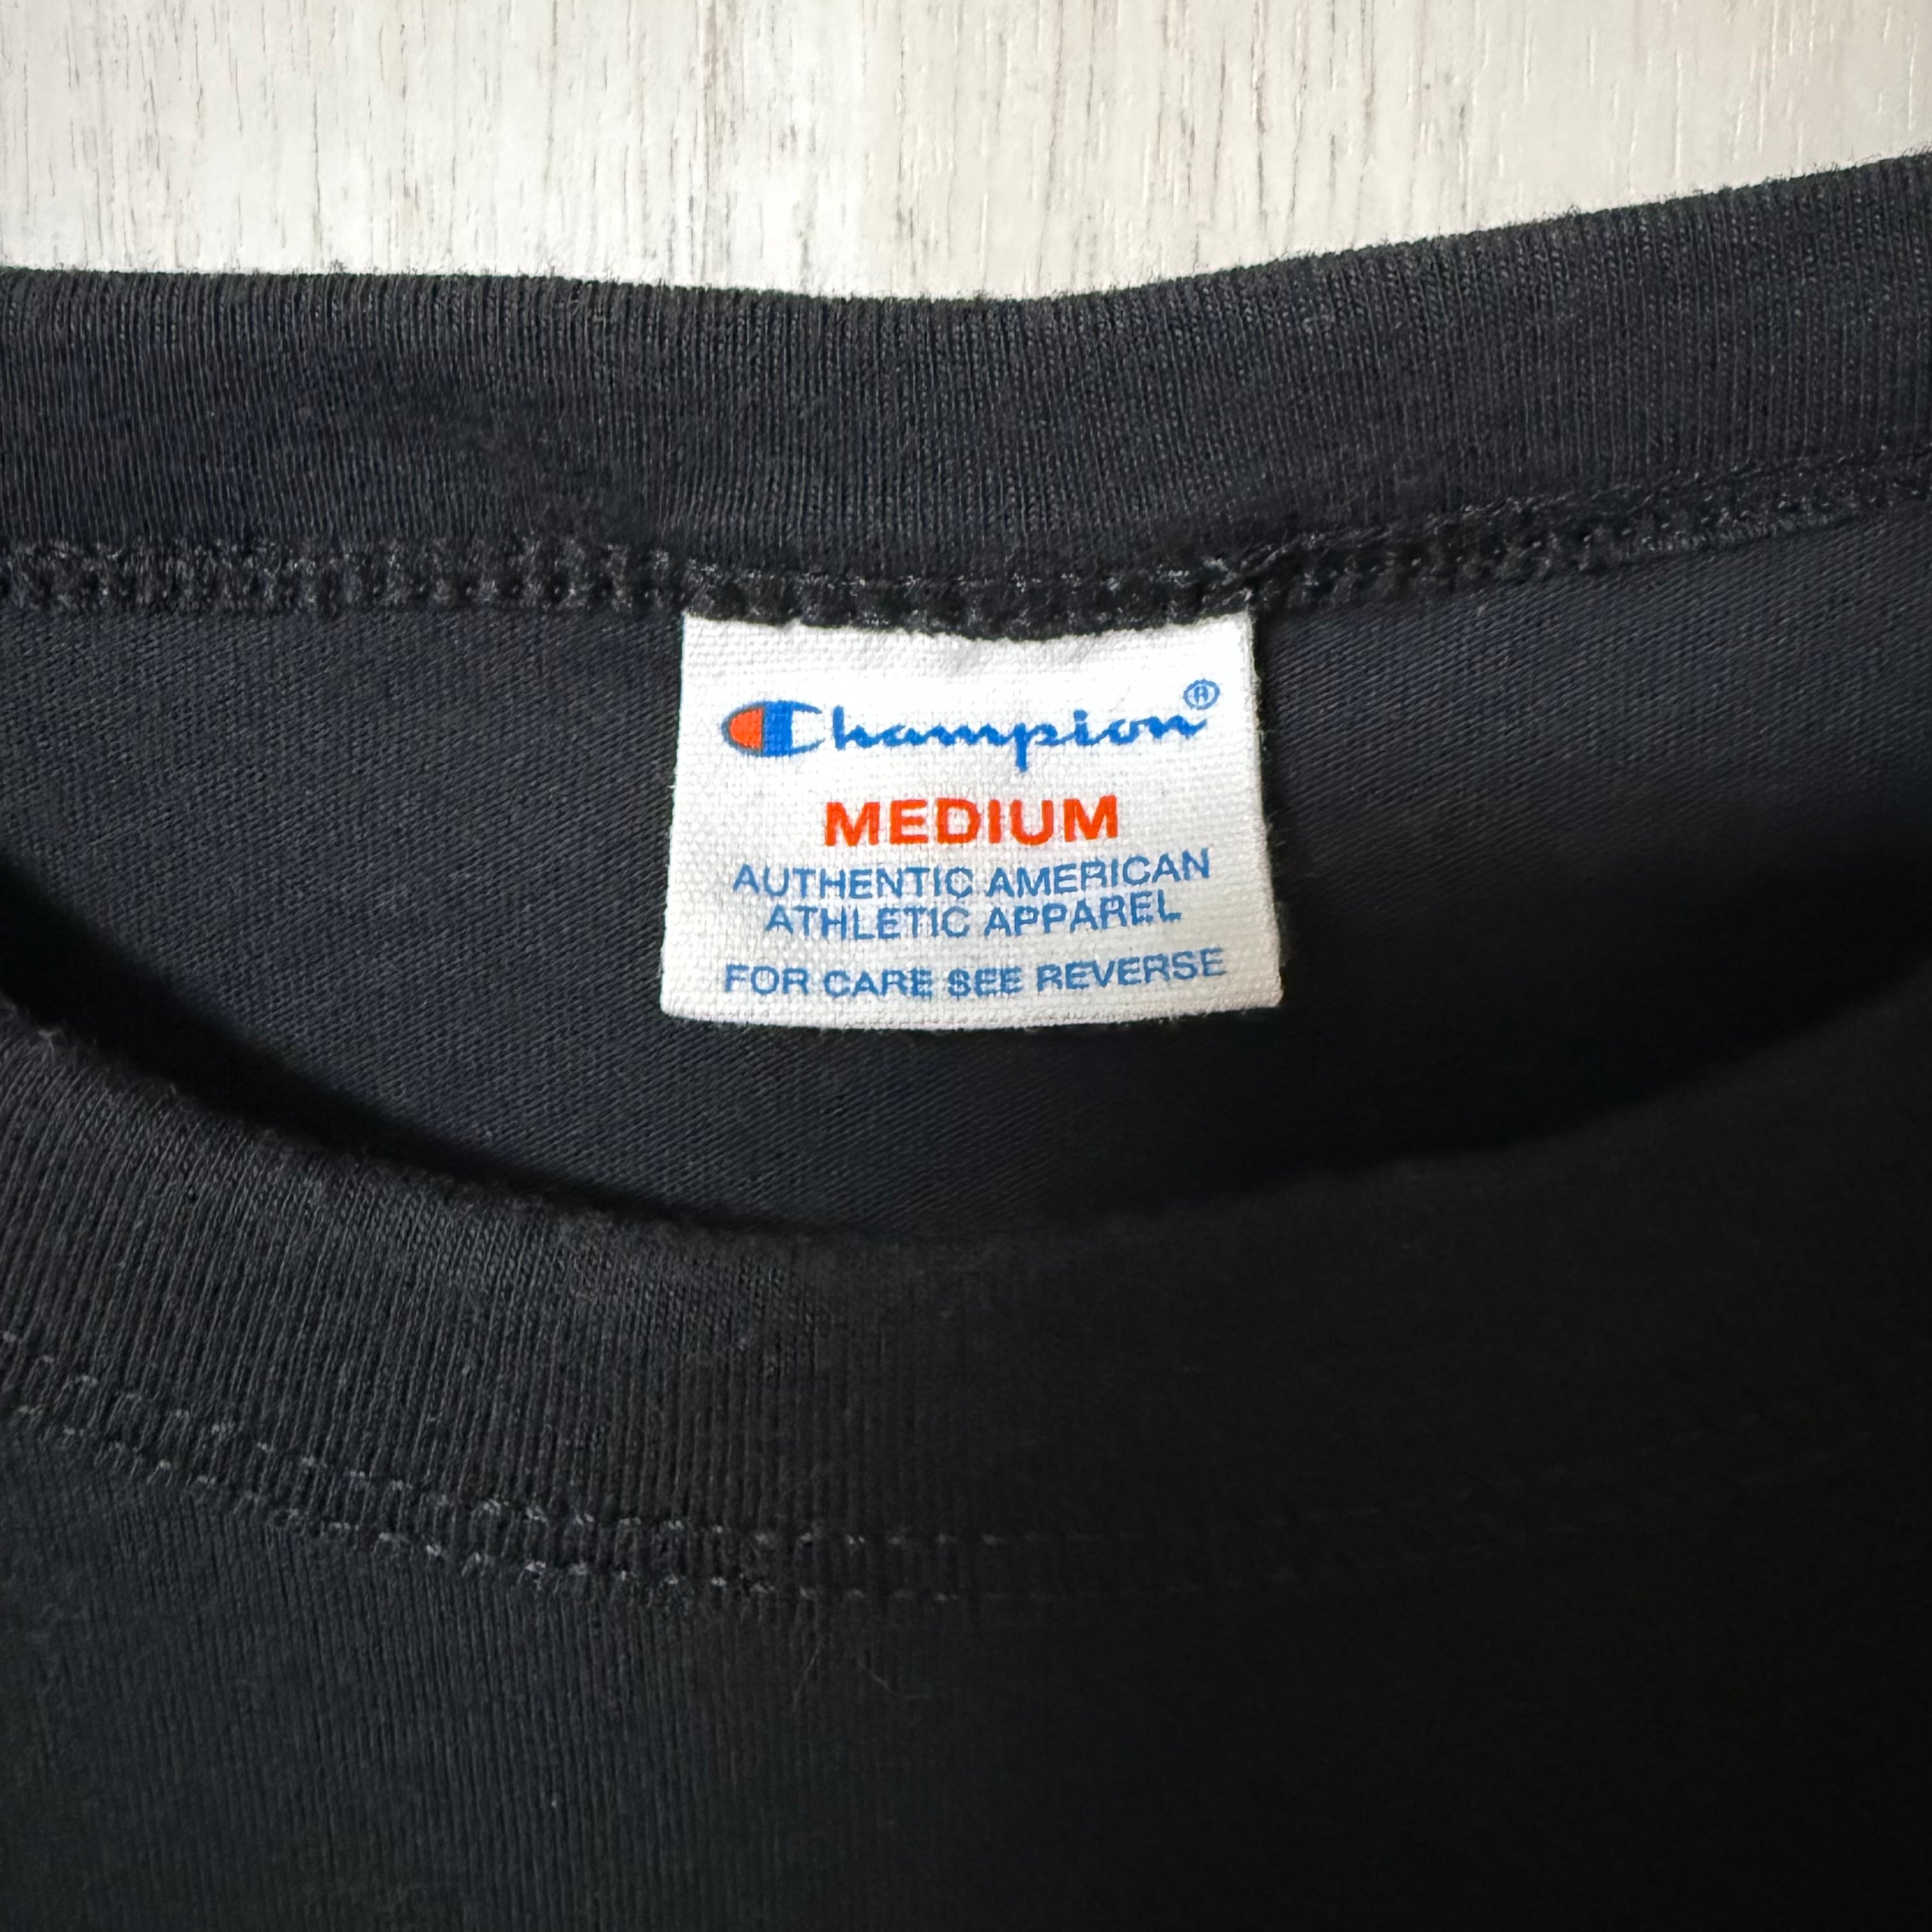 Champion®
MEDIUM
AUTHENTIC AMERICAN
ATHLETIC APPAREL
FOR CARE SEE REVERSE